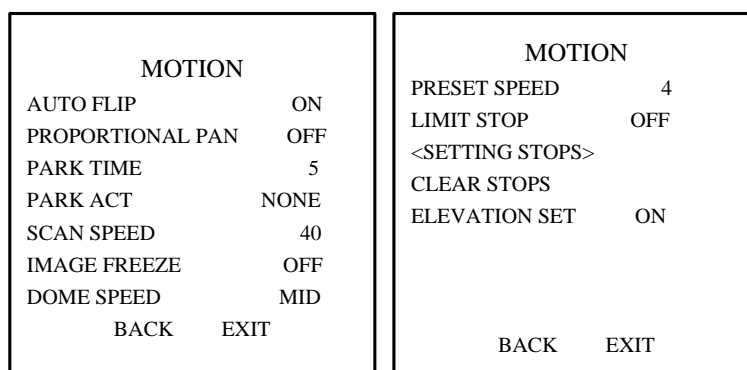 MOTION
AUTO FLIP ON
PROPORTIONAL PAN OFF
PARK TIME 5
PARK ACT NONE
SCAN SPEED 40
IMAGE FREEZE OFF
DOME SPEED MID
BACK EXIT
MOTION
PRESET SPEED 4
LIMIT STOP OFF
<SETTING STOPS>
CLEAR STOPS
ELEVATION SET ON
BACK EXIT